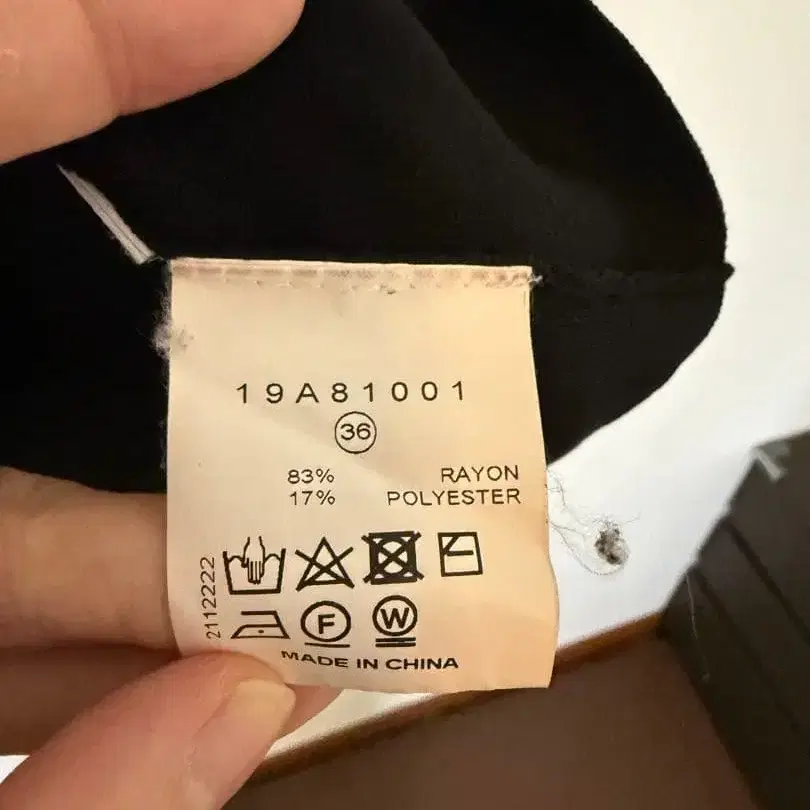 19A81001
36
83% RAYON
17% POLYESTER
2112222
F W
MADE IN CHINA